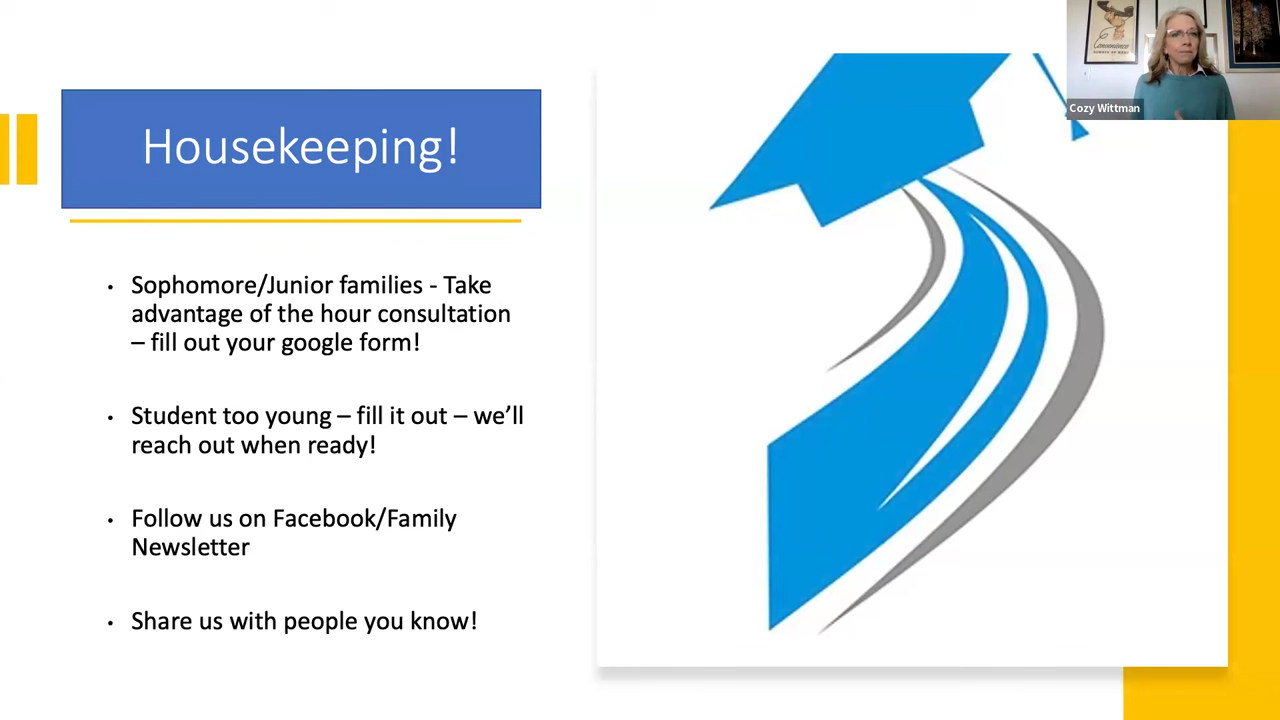 Housekeeping!
• Sophomore/Junior families - Take
advantage of the hour consultation
– fill out your google form!
• Student too young – fill it out – we’ll
reach out when ready!
• Follow us on Facebook/Family
Newsletter
• Share us with people you know!
Cozy Wittman